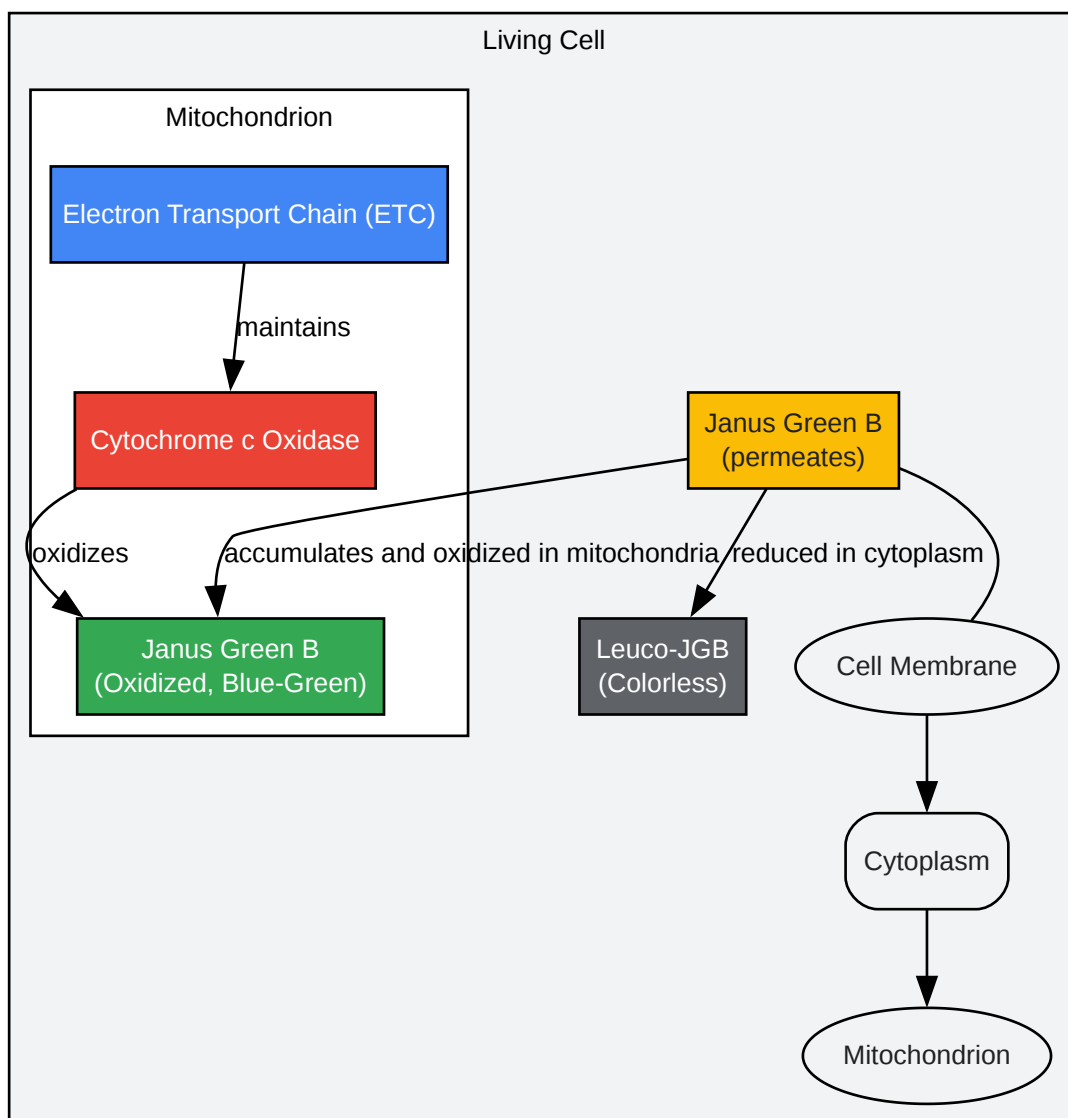 Living Cell
Mitochondrion
Electron Transport Chain (ETC)
maintains
Cytochrome c Oxidase
Janus Green B
(permeates)
oxidizes
accumulates and oxidized in mitochondria
reduced in cytoplasm
Janus Green B
(Oxidized, Blue-Green)
Leuco-JGB
(Colorless)
Cell Membrane
Cytoplasm
Mitochondrion